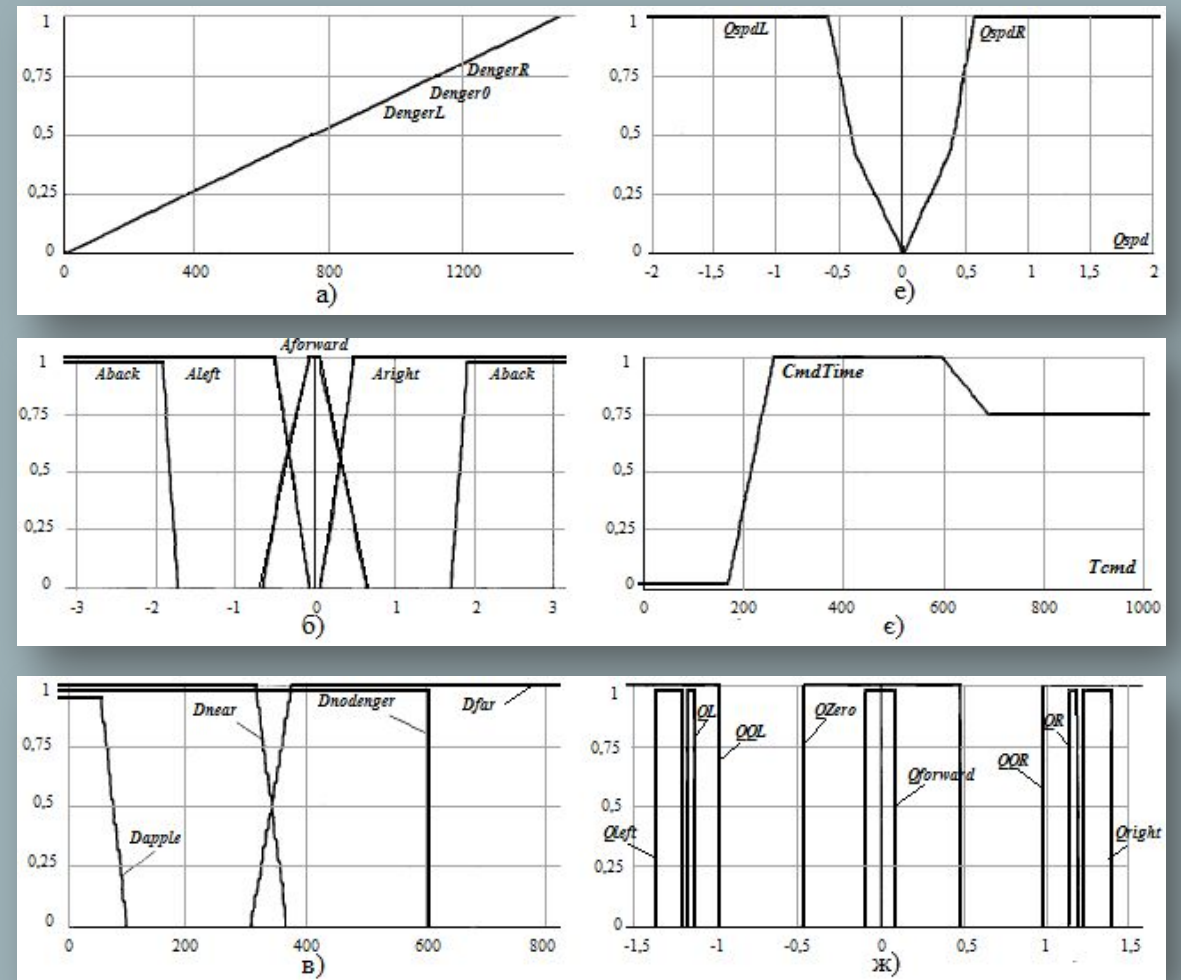 1
0,75
0,5
0,25
0
DengerR
Denger0
DengerL
0 400 800 1200
а)
1
0,75
0,5
0,25
0
QspdL QspdR
Qspd
-2 -1,5 -1 -0,5 0 0,5 1 1,5 2
е)
Aforward
1
0,75
0,5
0,25
0
Aback Aleft Aright Aback
-3 -2 -1 0 1 2 3
б)
1
0,75
0,5
0,25
0
CmdTime
Tcmd
0 200 400 600 800 1000
є)
1
0,75
0,5
0,25
0
Dnear Dnodenger Dfar
Dapple
0 200 400 600 800
в)
1
0,75
0,5
0,25
0
QL QZero QR
QQL
Qforward QQR
Qleft Qright
-1,5 -1 -0,5 0 0,5 1 1,5
ж)